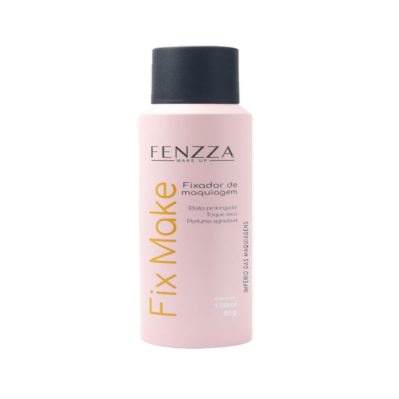 FENZZA
MAKE UP
Fix Make
Fixador de
maquiagem
Efeito prolongado
Toque seco
Perfume agradável
IMPÉRIO DAS MAQUIAGENS